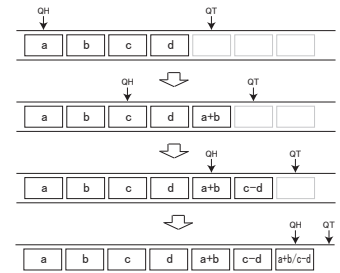 QH QT
a b c d
QH QT
a b c d a+b
QH QT
a b c d a+b c-d
QH QT
a b c d a+b c-d a+b/c-d